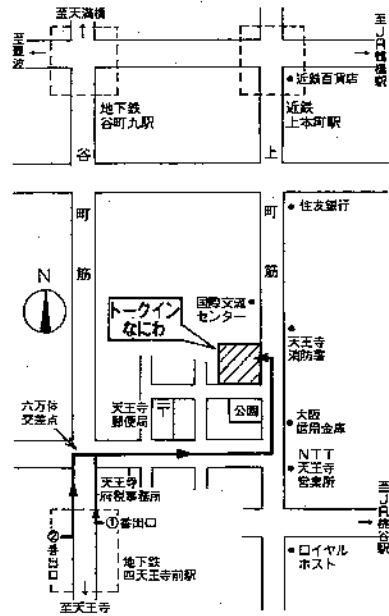 至天満橋
至難波
至JR鶴橋駅
近鉄百貨店
地下鉄
谷町九駅
近鉄
上本町駅
谷
町
筋
上
町
筋
住友銀行
N
国際交流
センター
トークイン
なにわ
天王寺
消防署
六万体
交差点
天王寺
郵便局
〒
公園
大阪
信用金庫
NTT
天王寺
営業所
天王寺
府税事務所
①番出口
②番出口
至JR桃谷駅
地下鉄
四天王寺前駅
ロイヤル
ホスト
至天王寺